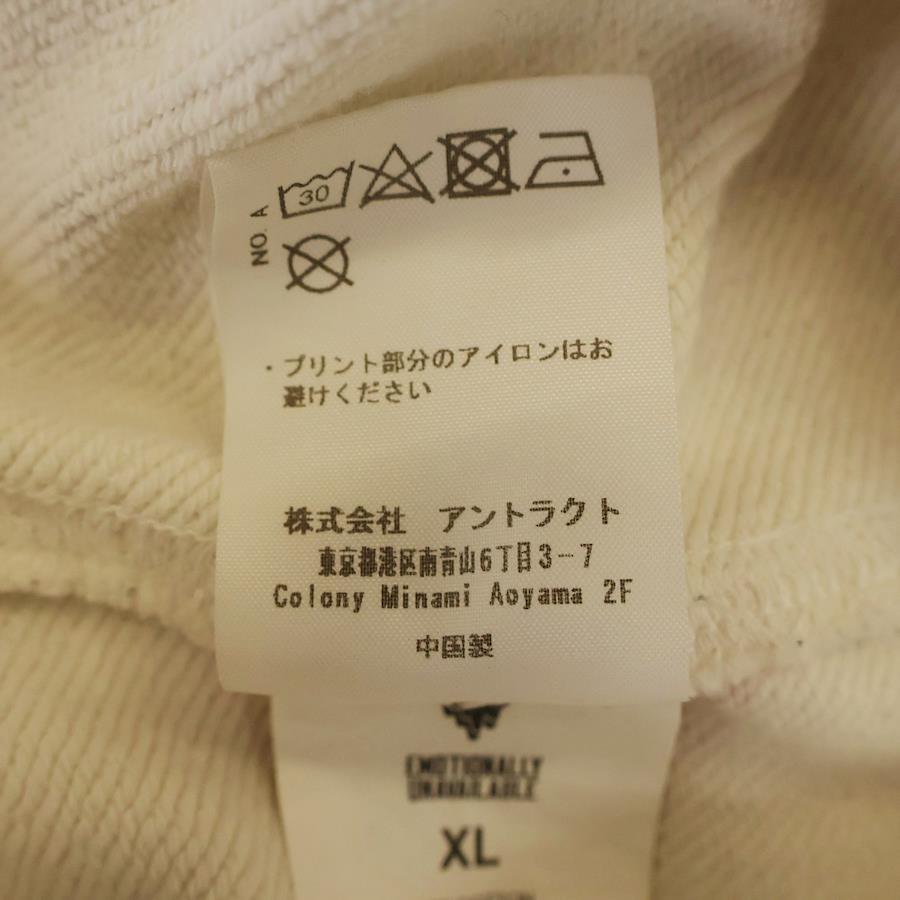 30
NO. A
・プリント部分のアイロンはお
避けください
株式会社 アントラクト
東京都港区南青山6丁目3-7
Colony Minami Aoyama 2F
中国製
EMOTIONALLY
UNAVAILABLE
XL